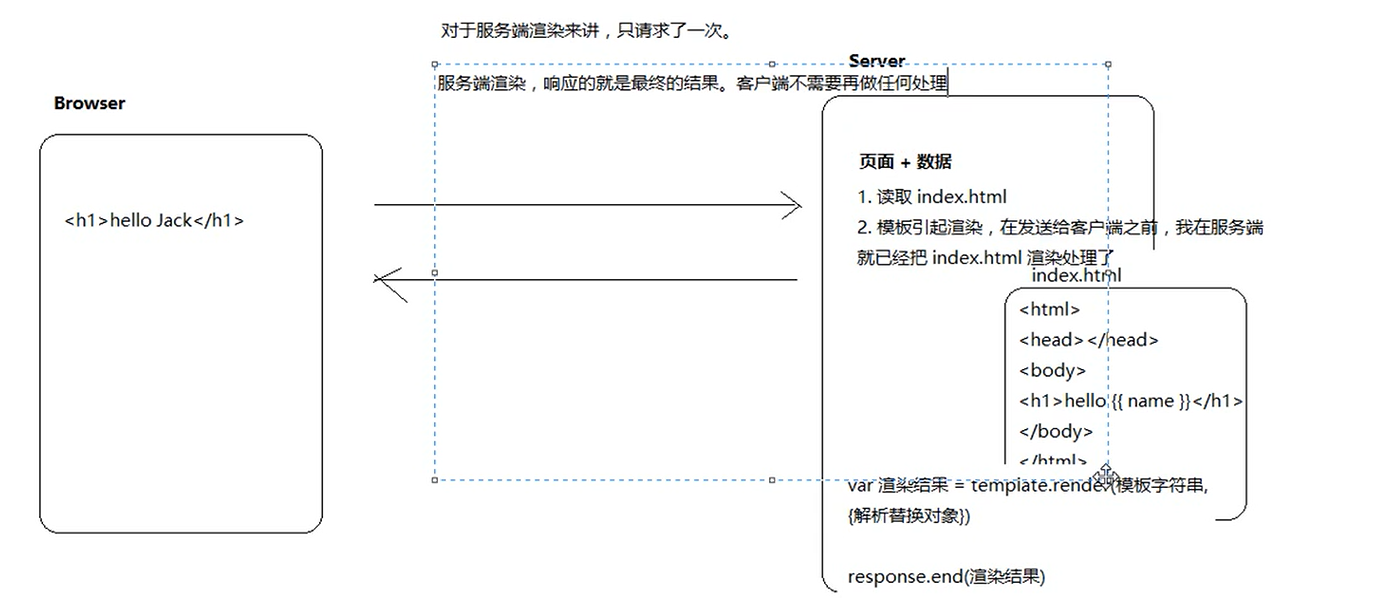 对于服务端渲染来讲，只请求了一次。
Server
服务端渲染，响应的就是最终的结果。客户端不需要再做任何处理
Browser
<h1>hello Jack</h1>
页面 + 数据
1. 读取 index.html
2. 模板引起渲染，在发送给客户端之前，我在服务端
就已经把 index.html 渲染处理了
index.html
<html>
<head></head>
<body>
<h1>hello {{ name }}</h1>
</body>
</html>
var 渲染结果 = template.render(模板字符串,
{解析替换对象})
response.end(渲染结果)